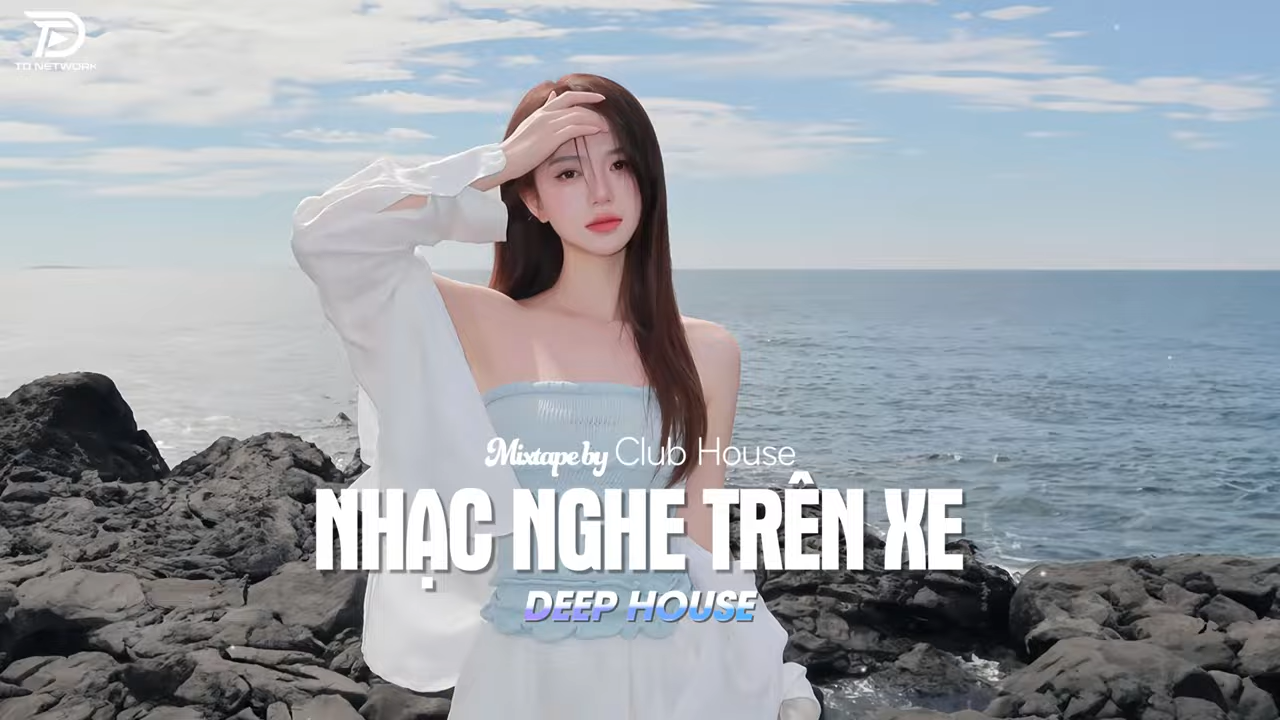 TD NETWORK
Mixtape by Club House
NHẠC NGHE TRÊN XE
DEEP HOUSE